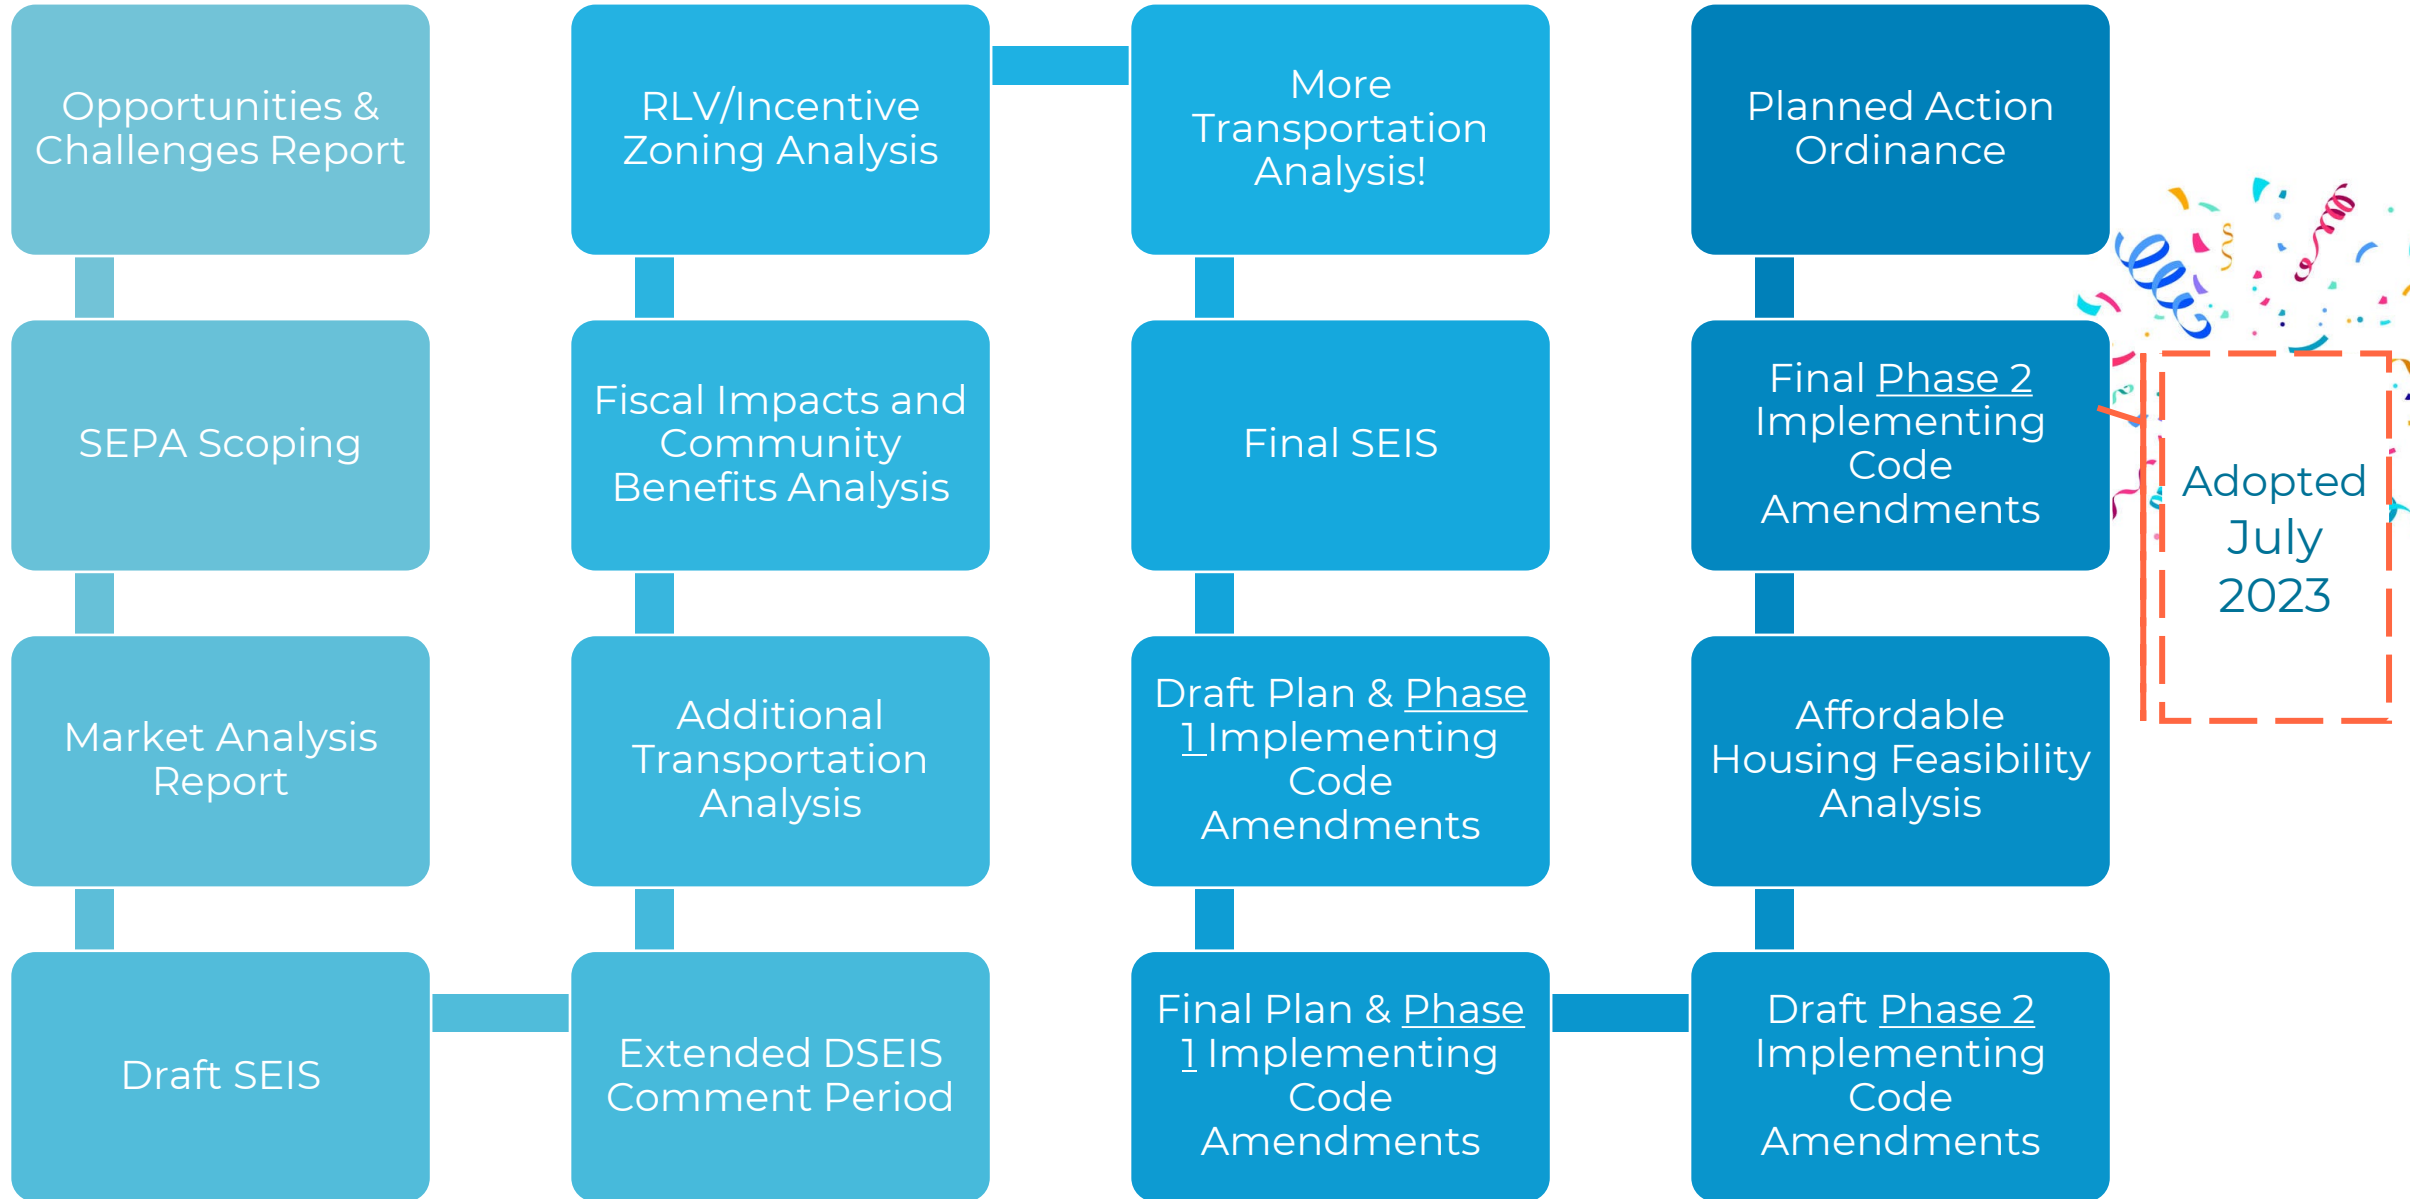 Opportunities &
Challenges Report
SEPA Scoping
Market Analysis
Report
Draft SEIS
Extended DSEIS
Comment Period
Additional
Transportation
Analysis
Fiscal Impacts and
Community
Benefits Analysis
RLV/Incentive
Zoning Analysis
More
Transportation
Analysis!
Final SEIS
Draft Plan & Phase
1 Implementing
Code
Amendments
Final Plan & Phase
1 Implementing
Code
Amendments
Draft Phase 2
Implementing
Code
Amendments
Affordable
Housing Feasibility
Analysis
Final Phase 2
Implementing
Code
Amendments
Planned Action
Ordinance
Adopted
July
2023